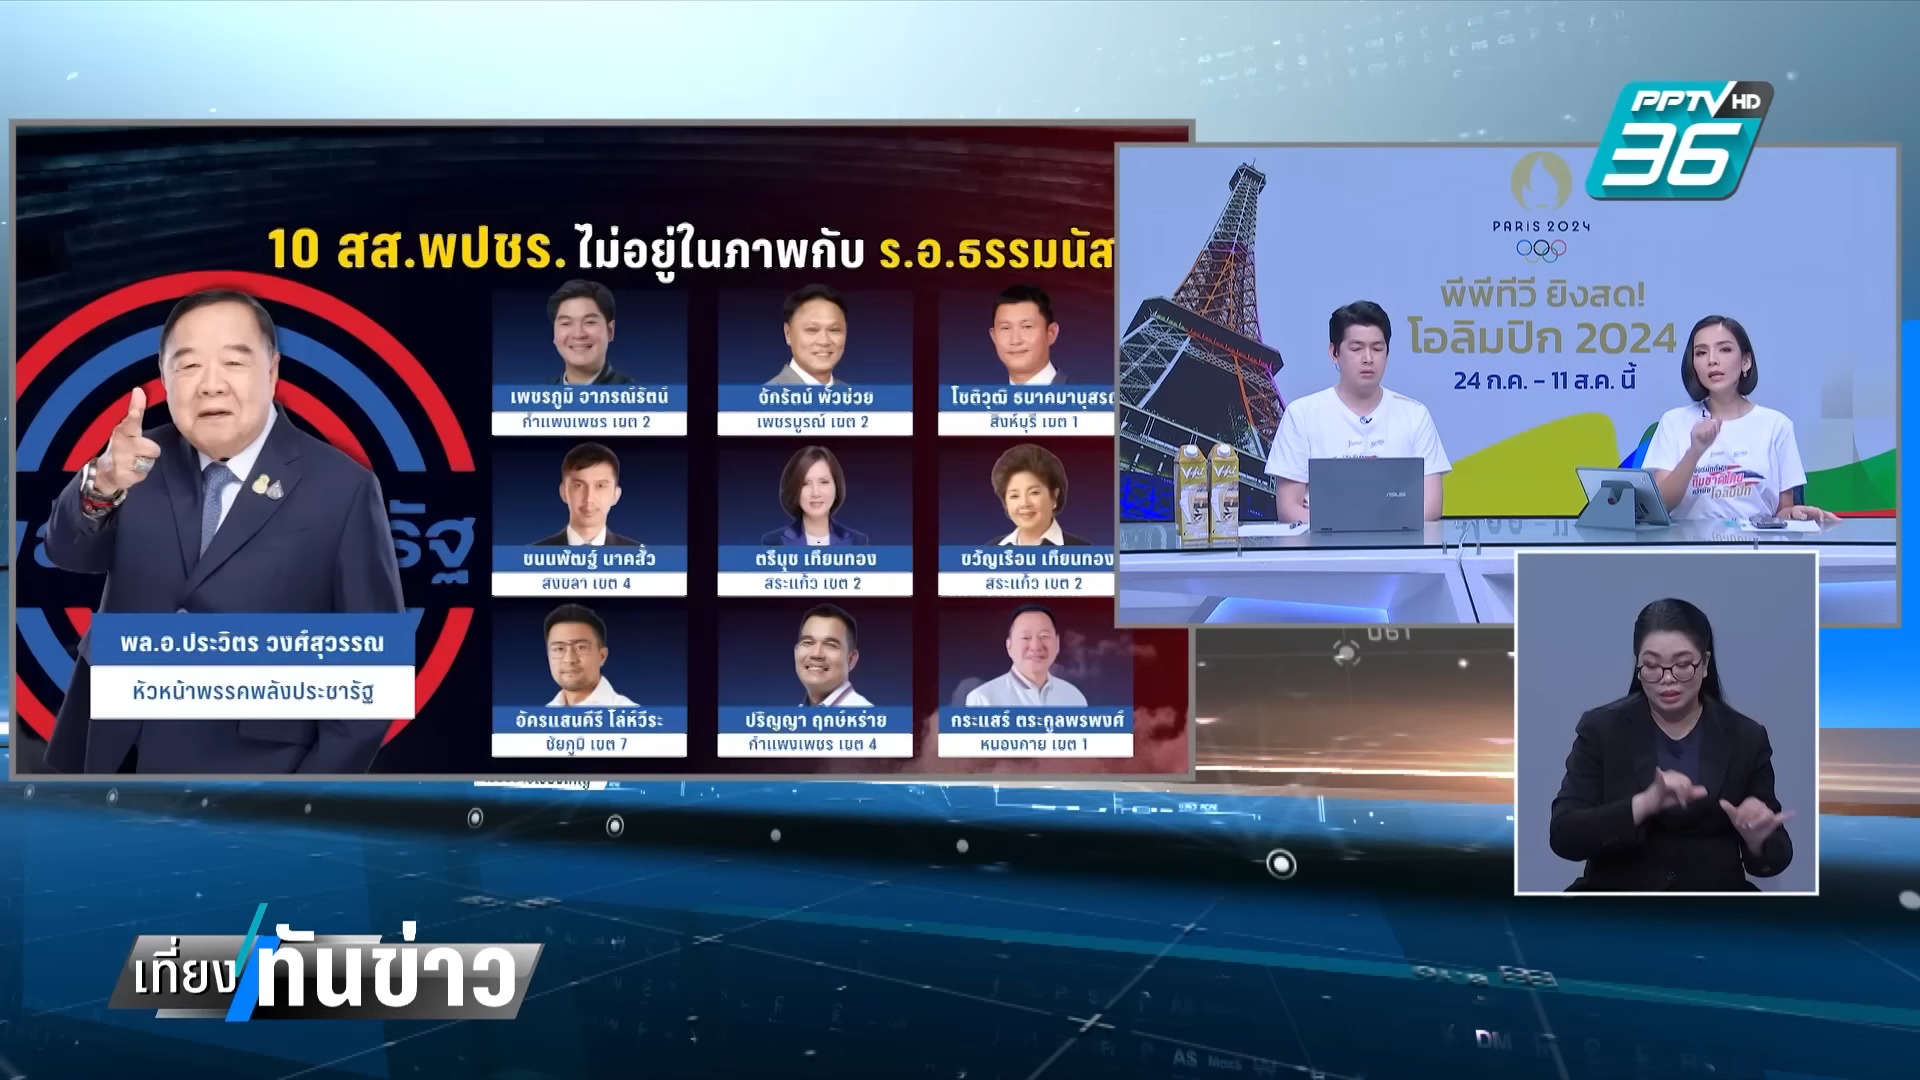 PPTV HD
36
10 สส.พปชร. ไม่อยู่ในภาพกับ ร.อ.ธรรมนัส
พล.อ.ประวิตร วงศ์สุวรรณ
หัวหน้าพรรคพลังประชารัฐ
เพชรภูมิ อาภรณ์รัตน์
กำแพงเพชร เขต 2
จักรัตน์ พั้วช่วย
เพชรบูรณ์ เขต 2
โชติวุฒิ ธนาคมานุสรณ์
สิงห์บุรี เขต 1
ชนนพัฒฐ์ นาคสั้ว
สงขลา เขต 4
ตรีนุช เทียนทอง
สระแก้ว เขต 2
ขวัญเรือน เทียนทอง
สระแก้ว เขต 2
อัครแสนคีรี โล่ห์วีระ
ชัยภูมิ เขต 7
ปริญญา ฤกษ์หร่าย
กำแพงเพชร เขต 4
กระแสร์ ตระกูลพรพงศ์
หนองคาย เขต 1
PARIS 2024
พีพีทีวี ยิงสด!
โอลิมปิก 2024
24 ก.ค. - 11 ส.ค. นี้
ASUS
เที่ยงทันข่าว